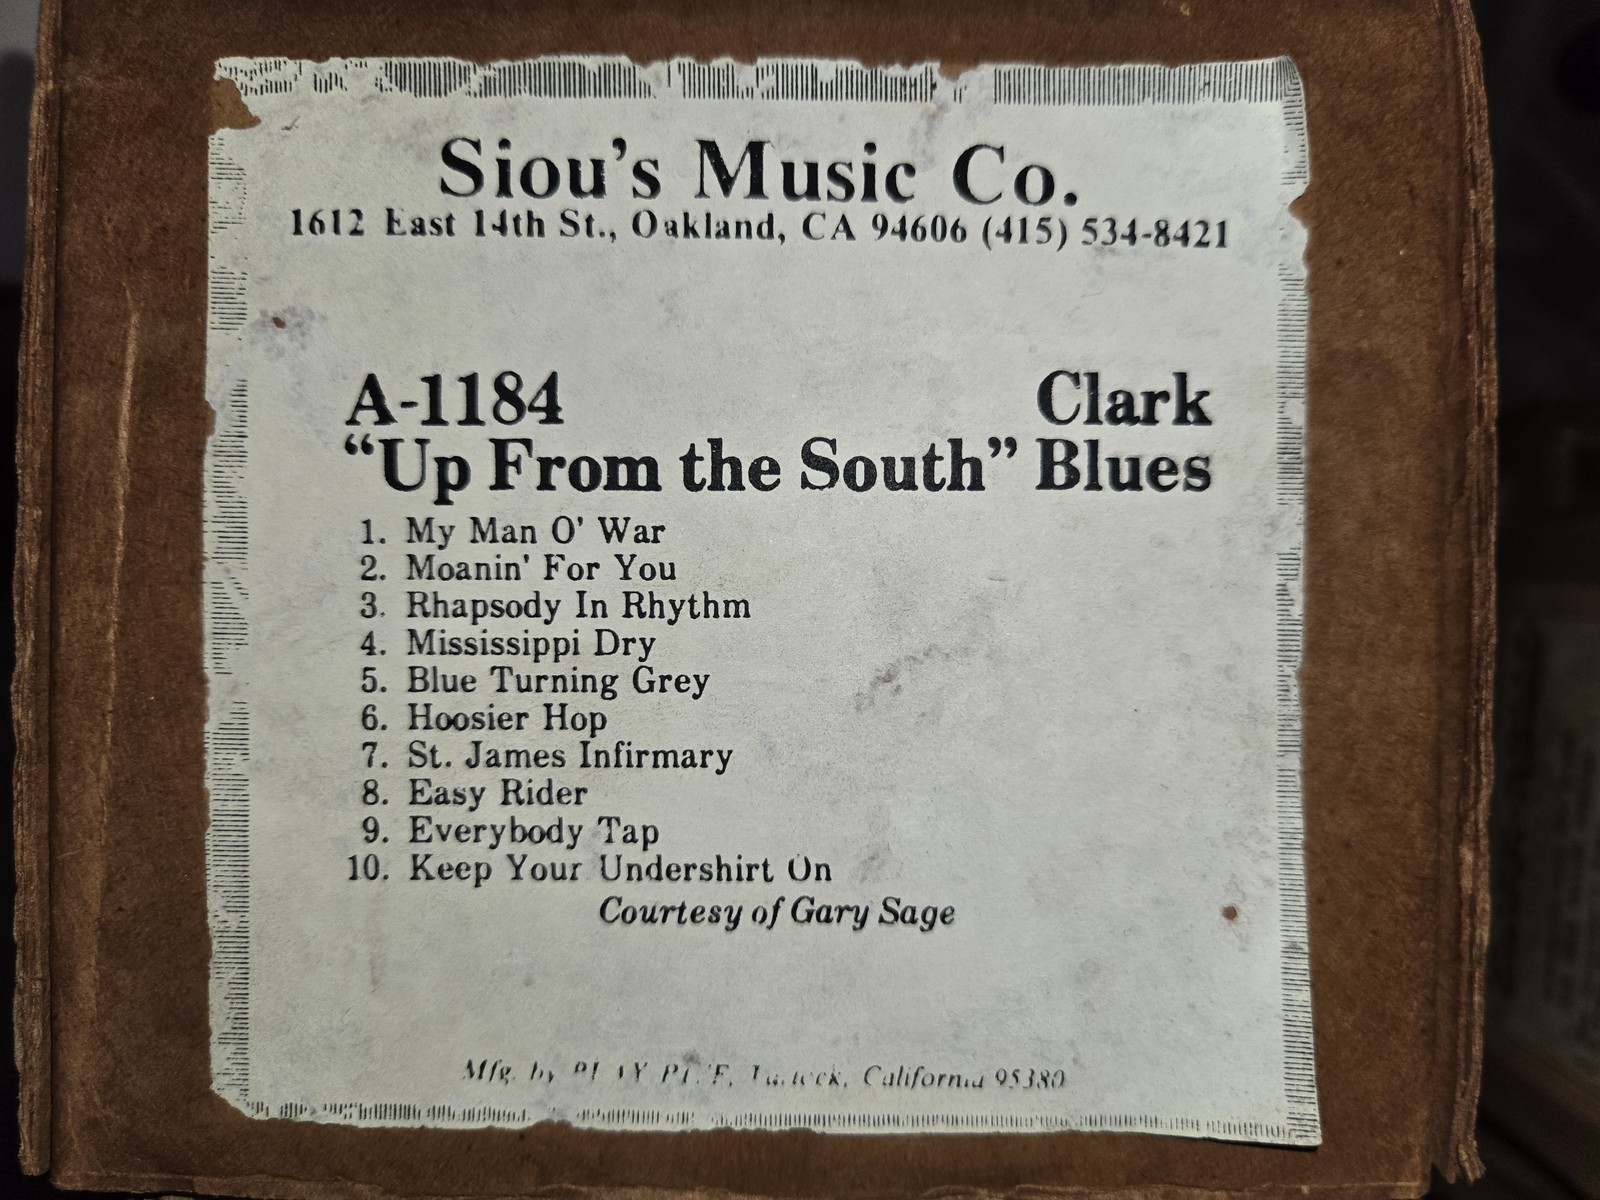 Siou's Music Co.
1612 East 14th St., Oakland, CA 94606 (415) 534-8421
A-1184 Clark
“Up From the South” Blues
1. My Man O' War
2. Moanin' For You
3. Rhapsody In Rhythm
4. Mississippi Dry
5. Blue Turning Grey
6. Hoosier Hop
7. St. James Infirmary
8. Easy Rider
9. Everybody Tap
10. Keep Your Undershirt On
Courtesy of Gary Sage
Mfg. by PLAY California 95380